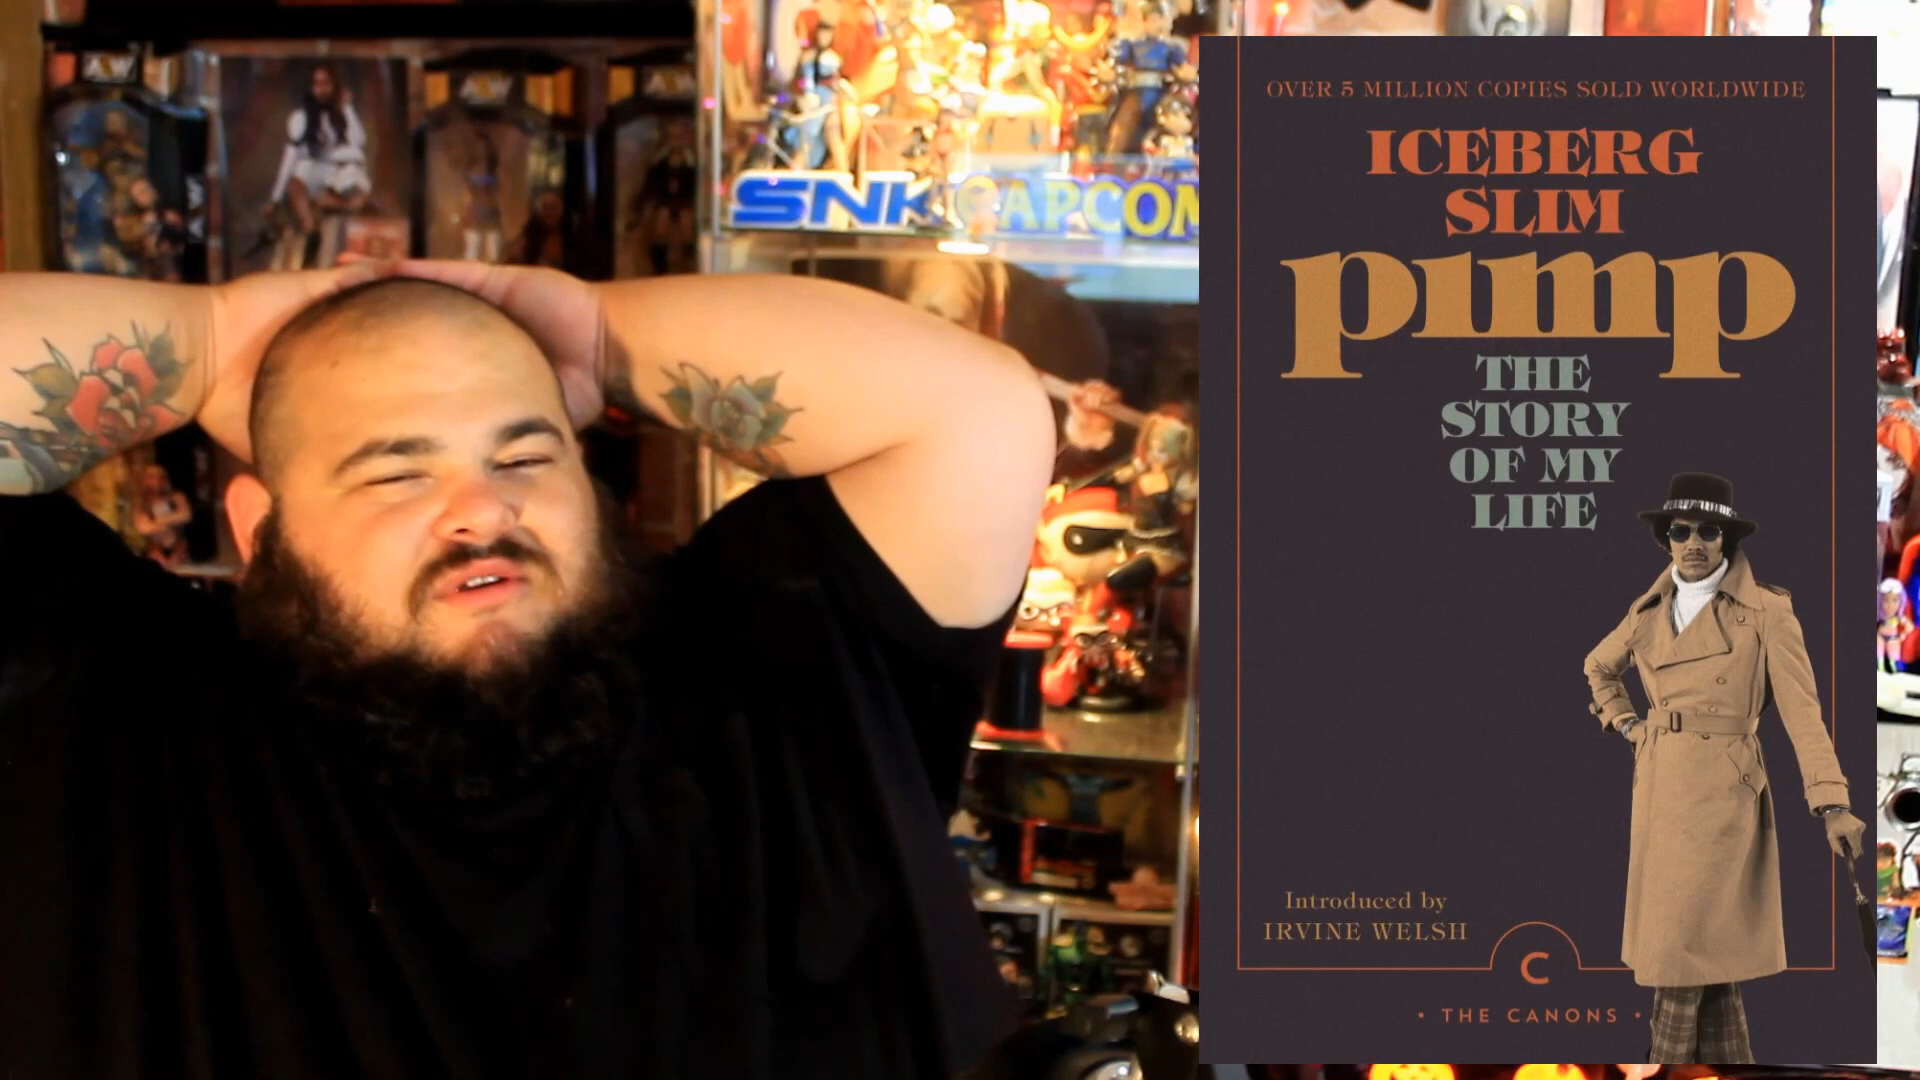 SNK CAPCOM
OVER 5 MILLION COPIES SOLD WORLDWIDE
ICEBERG
SLIM
pimp
THE
STORY
OF MY
LIFE
Introduced by
IRVINE WELSH
C
• THE CANONS •